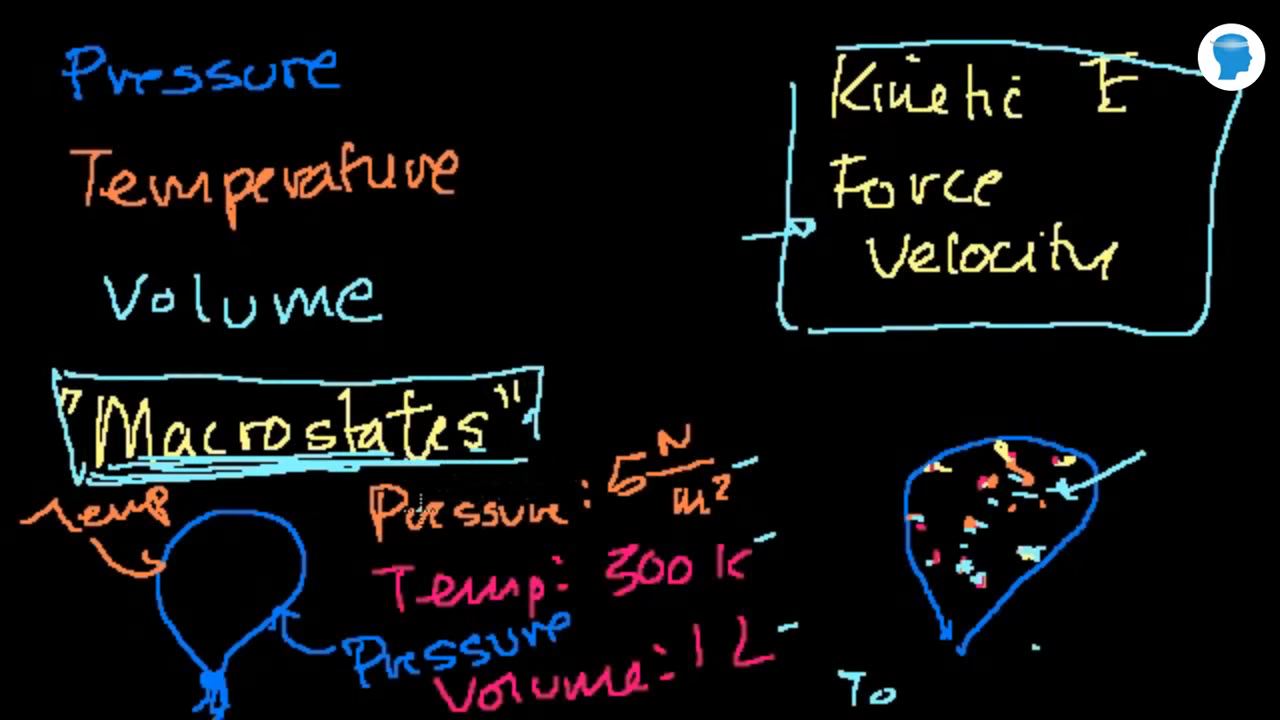 Pressure
Temperature
Volume
"Macrostates"
Kinetic E
Force
Velocity
Temp
Pressure
Pressure: 5 N/m²
Temp: 300 K
Volume: 1 L
To